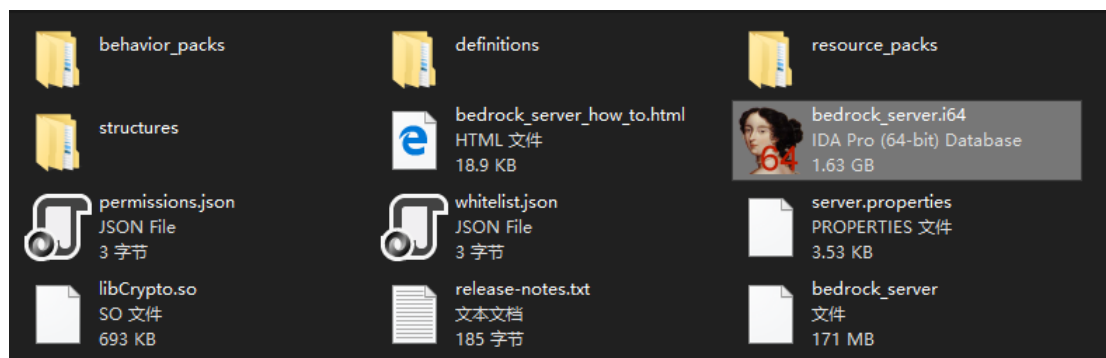 behavior_packs
definitions
resource_packs
structures
bedrock_server_how_to.html
HTML 文件
18.9 KB
64
bedrock_server.i64
IDA Pro (64-bit) Database
1.63 GB
permissions.json
JSON File
3 字节
whitelist.json
JSON File
3 字节
server.properties
PROPERTIES 文件
3.53 KB
libCrypto.so
SO 文件
693 KB
release-notes.txt
文本文档
185 字节
bedrock_server
文件
171 MB